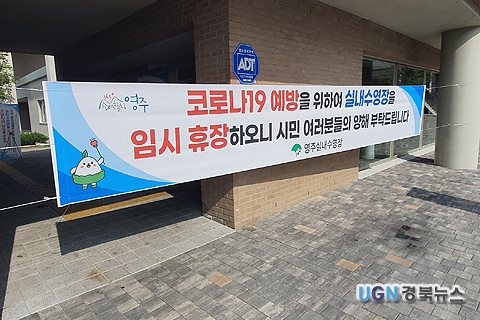 영주
코로나19 예방을 위하여 실내수영장을
임시 휴장하오니 시민 여러분들의 양해 부탁드립니다
영주실내수영장
ADT
UGN경북뉴스